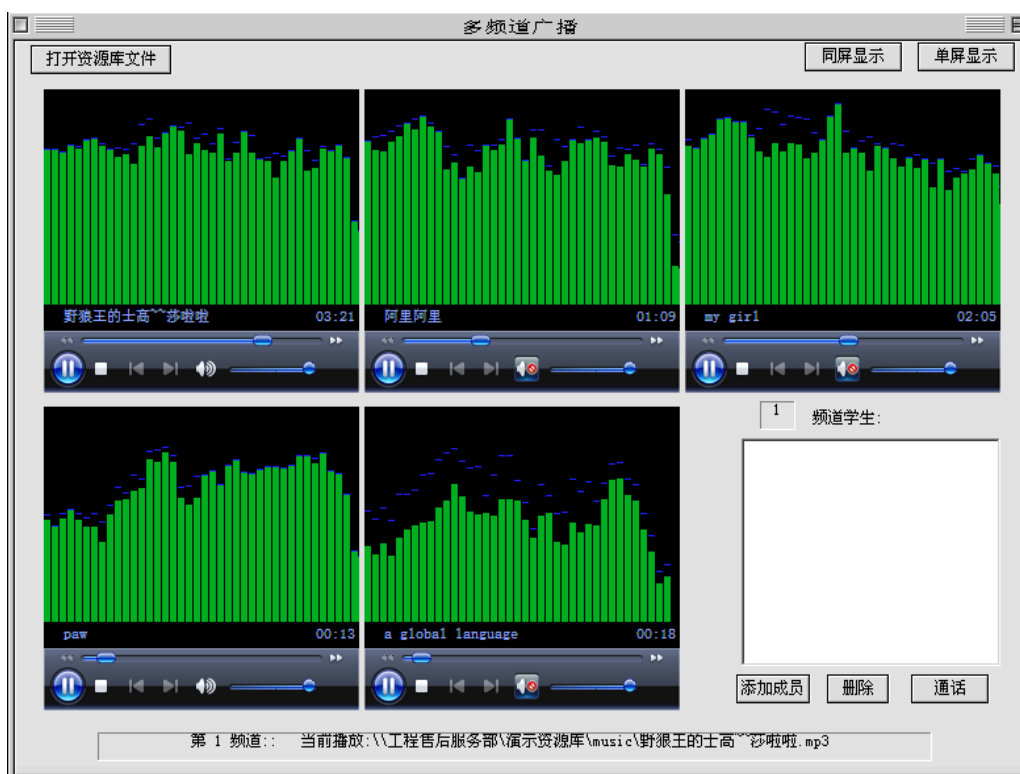 多频道广播
打开资源库文件
同屏显示
单屏显示
野狼王的士高~~莎啦啦 03:21
阿里阿里 01:09
my girl 02:05
1 频道学生:
paw 00:13
a global language 00:18
添加成员
删除
通话
第 1 频道:: 当前播放:\\工程售后服务部\演示资源库\music\野狼王的士高~~莎啦啦.mp3